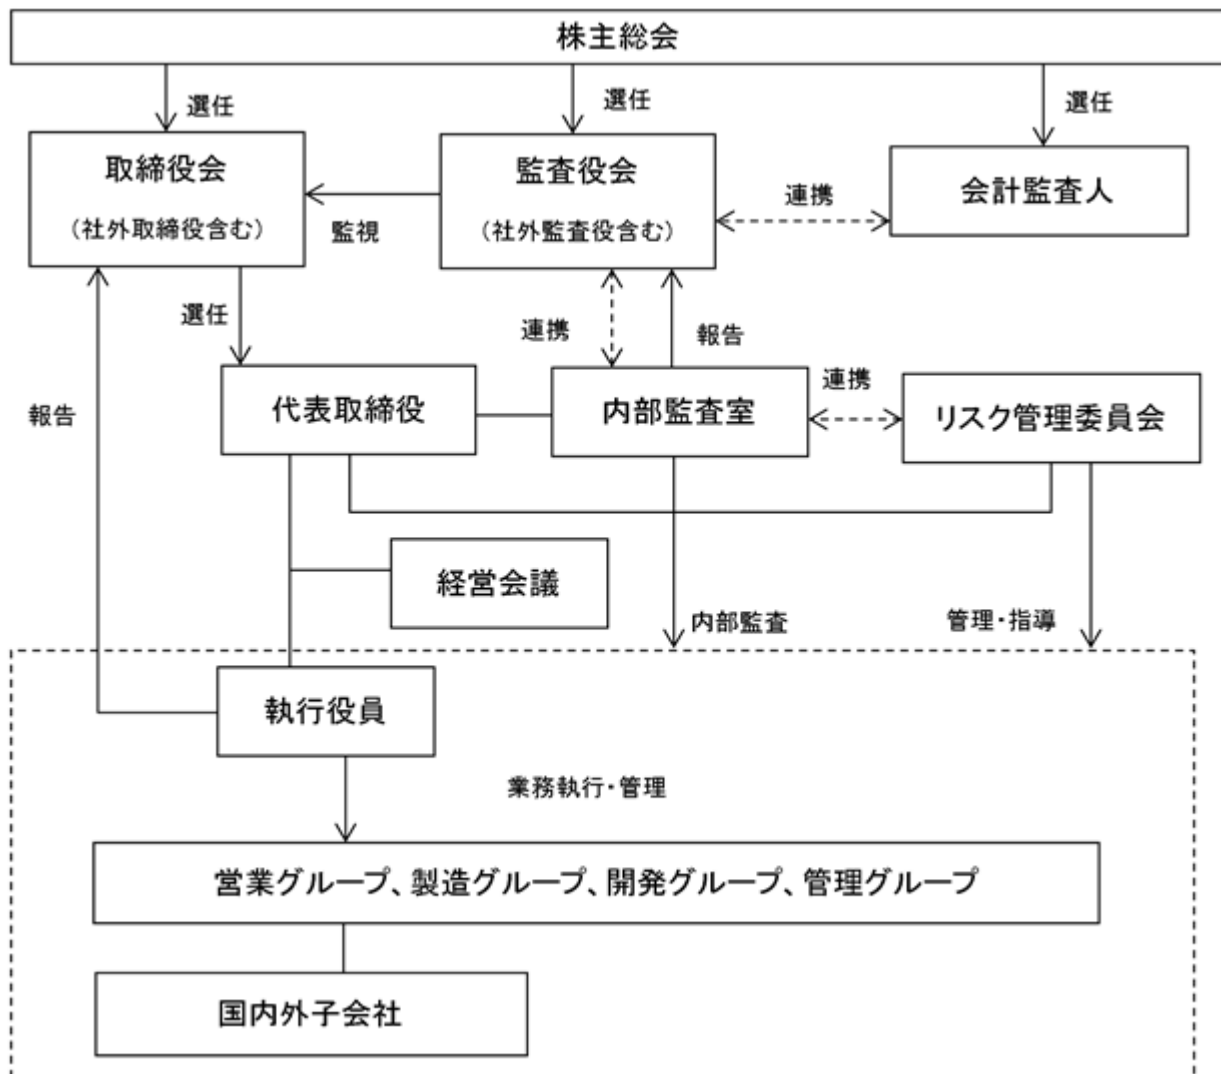 株主総会
選任
選任
選任
取締役会
（社外取締役含む）
監査役会
（社外監査役含む）
会計監査人
監視
連携
選任
連携
報告
報告
代表取締役
内部監査室
連携
リスク管理委員会
経営会議
内部監査
管理・指導
執行役員
業務執行・管理
営業グループ、製造グループ、開発グループ、管理グループ
国内外子会社